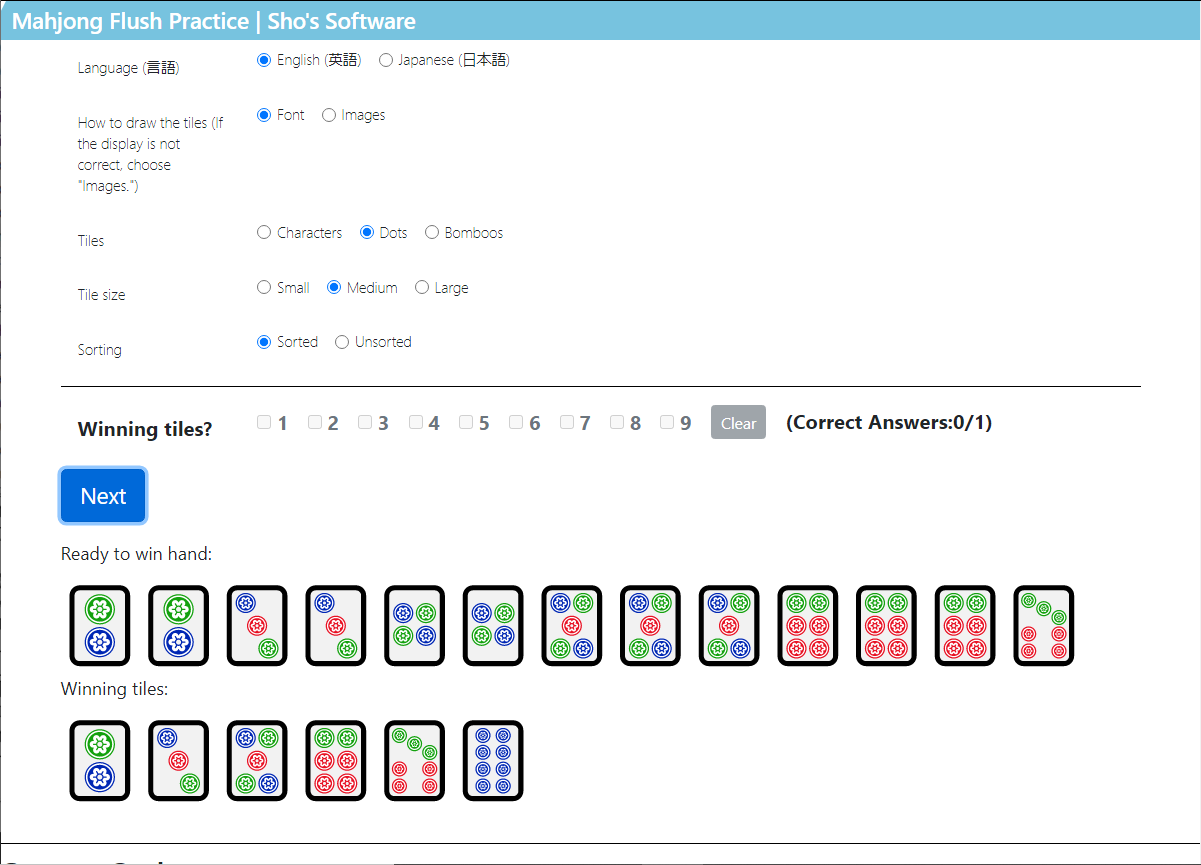 Mahjong Flush Practice | Sho's Software
Language (言語)
English (英語) Japanese (日本語)
How to draw the tiles (If
the display is not
correct, choose
"Images.")
Font Images
Tiles
Characters Dots Bomboos
Tile size
Small Medium Large
Sorting
Sorted Unsorted
Winning tiles?
1 2 3 4 5 6 7 8 9 Clear (Correct Answers:0/1)
Next
Ready to win hand:
Winning tiles: